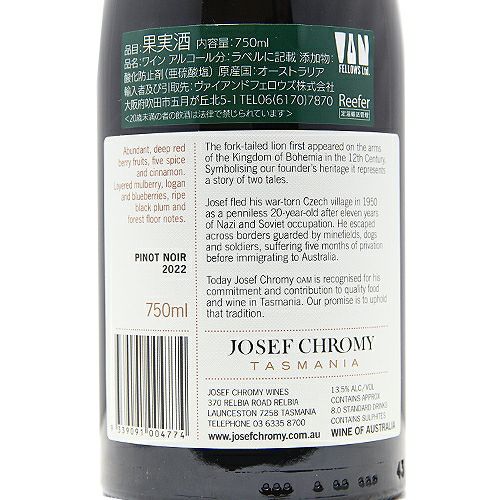 品目:果実酒 内容量:750ml
品名:ワイン アルコール分:ラベルに記載 添加物:
酸化防止剤(亜硫酸塩) 原産国:オーストラリア
輸入者及び引取先:ヴァイアンドフェロウズ株式会社
大阪府吹田市五月が丘北5-1 TEL06(6170)7870
<20歳未満の者の飲酒は法律で禁じられています>
VAN
FELLOWS Ltd.
Reefer
定温輸送管理
Abundant, deep red
berry fruits, five spice
and cinnamon.
Layered mulberry, logan
and blueberries, ripe
black plum and
forest floor notes.
PINOT NOIR
2022
750ml
9339093 004774
The fork-tailed lion first appeared on the arms
of the Kingdom of Bohemia in the 12th Century.
Symbolising our founder's heritage it represents
a story of two tales.
Josef fled his war-torn Czech village in 1950
as a penniless 20-year-old after eleven years
of Nazi and Soviet occupation. He escaped
across borders guarded by minefields, dogs
and soldiers, suffering five months of privation
before immigrating to Australia.
Today Josef Chromy OAM is recognised for his
commitment and contribution to quality food
and wine in Tasmania. Our promise is to uphold
that tradition.
JOSEF CHROMY
TASMANIA
JOSEF CHROMY WINES
370 RELBIA ROAD RELBIA
LAUNCESTON 7258 TASMANIA
TELEPHONE 03 6335 8700
www.josefchromy.com.au
13.5% ALC/VOL
CONTAINS APPROX
8.0 STANDARD DRINKS
CONTAINS SULPHITES
WINE OF AUSTRALIA